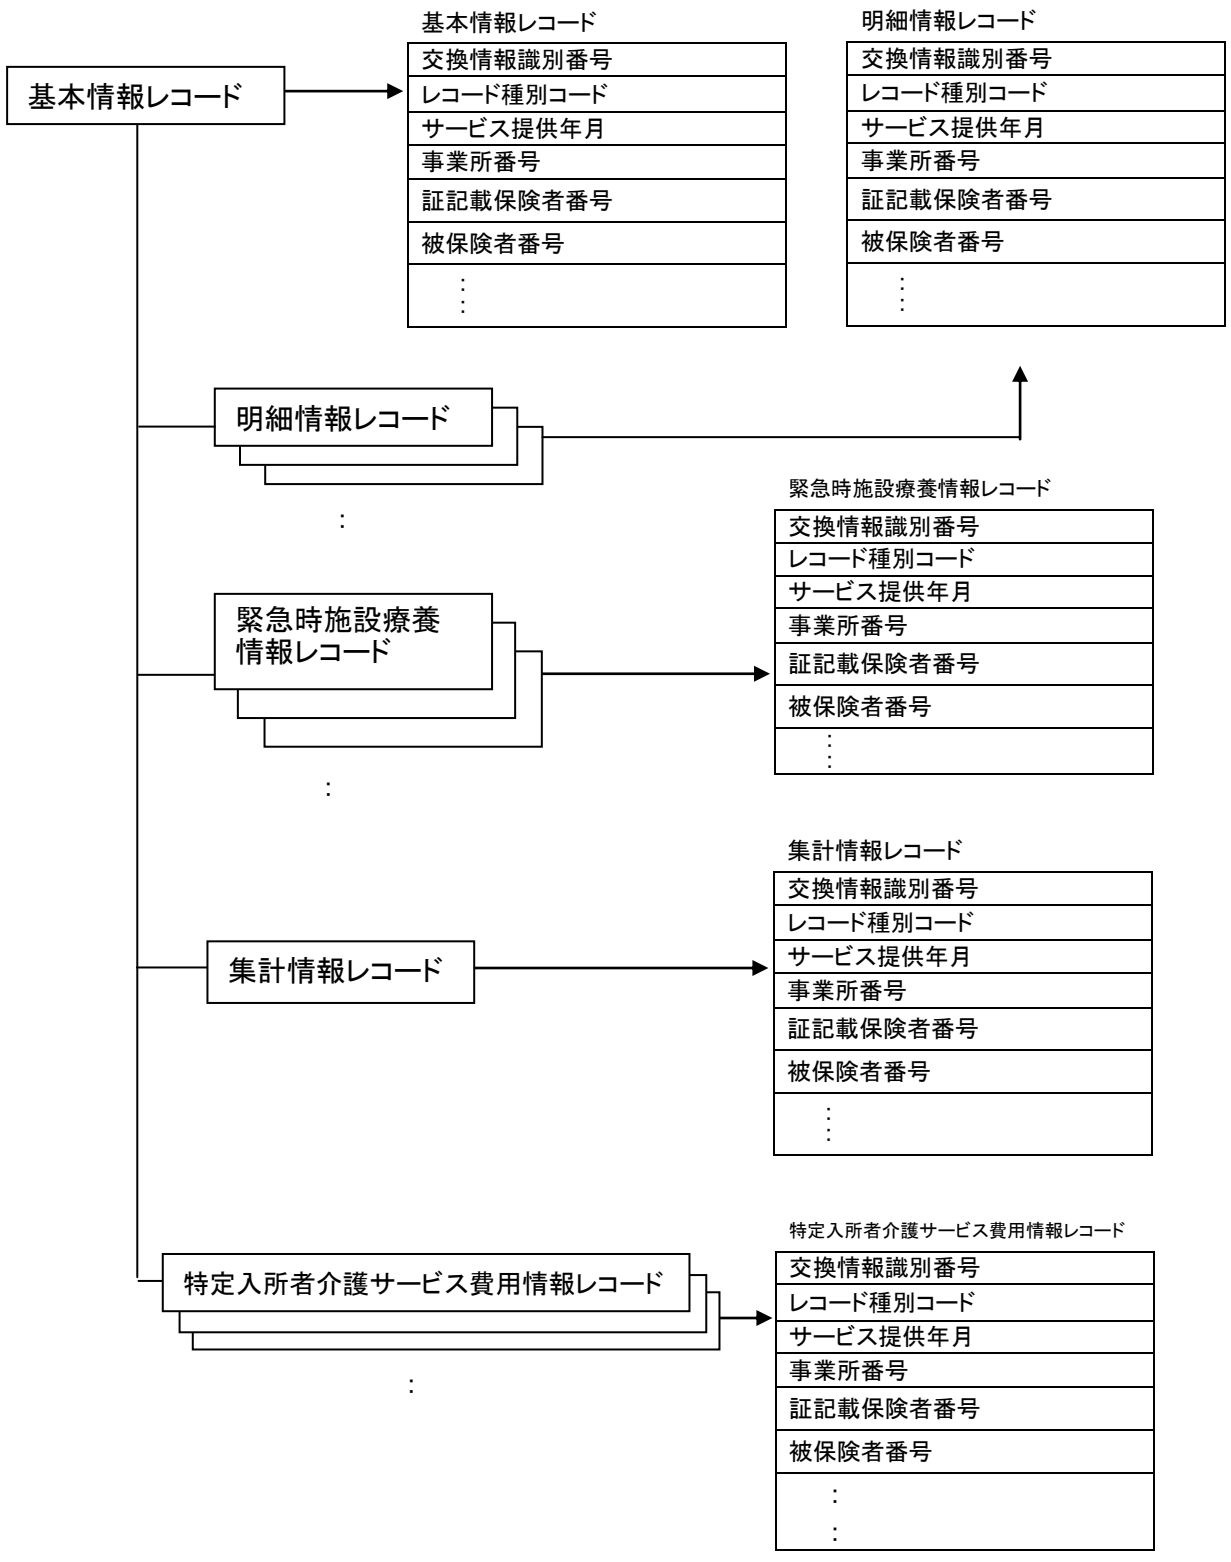 基本情報レコード
基本情報レコード
交換情報識別番号
レコード種別コード
サービス提供年月
事業所番号
証記載保険者番号
被保険者番号
:
:
明細情報レコード
交換情報識別番号
レコード種別コード
サービス提供年月
事業所番号
証記載保険者番号
被保険者番号
:
:
明細情報レコード
:
緊急時施設療養
情報レコード
:
緊急時施設療養情報レコード
交換情報識別番号
レコード種別コード
サービス提供年月
事業所番号
証記載保険者番号
被保険者番号
:
:
集計情報レコード
集計情報レコード
交換情報識別番号
レコード種別コード
サービス提供年月
事業所番号
証記載保険者番号
被保険者番号
:
:
特定入所者介護サービス費用情報レコード
:
特定入所者介護サービス費用情報レコード
交換情報識別番号
レコード種別コード
サービス提供年月
事業所番号
証記載保険者番号
被保険者番号
:
: